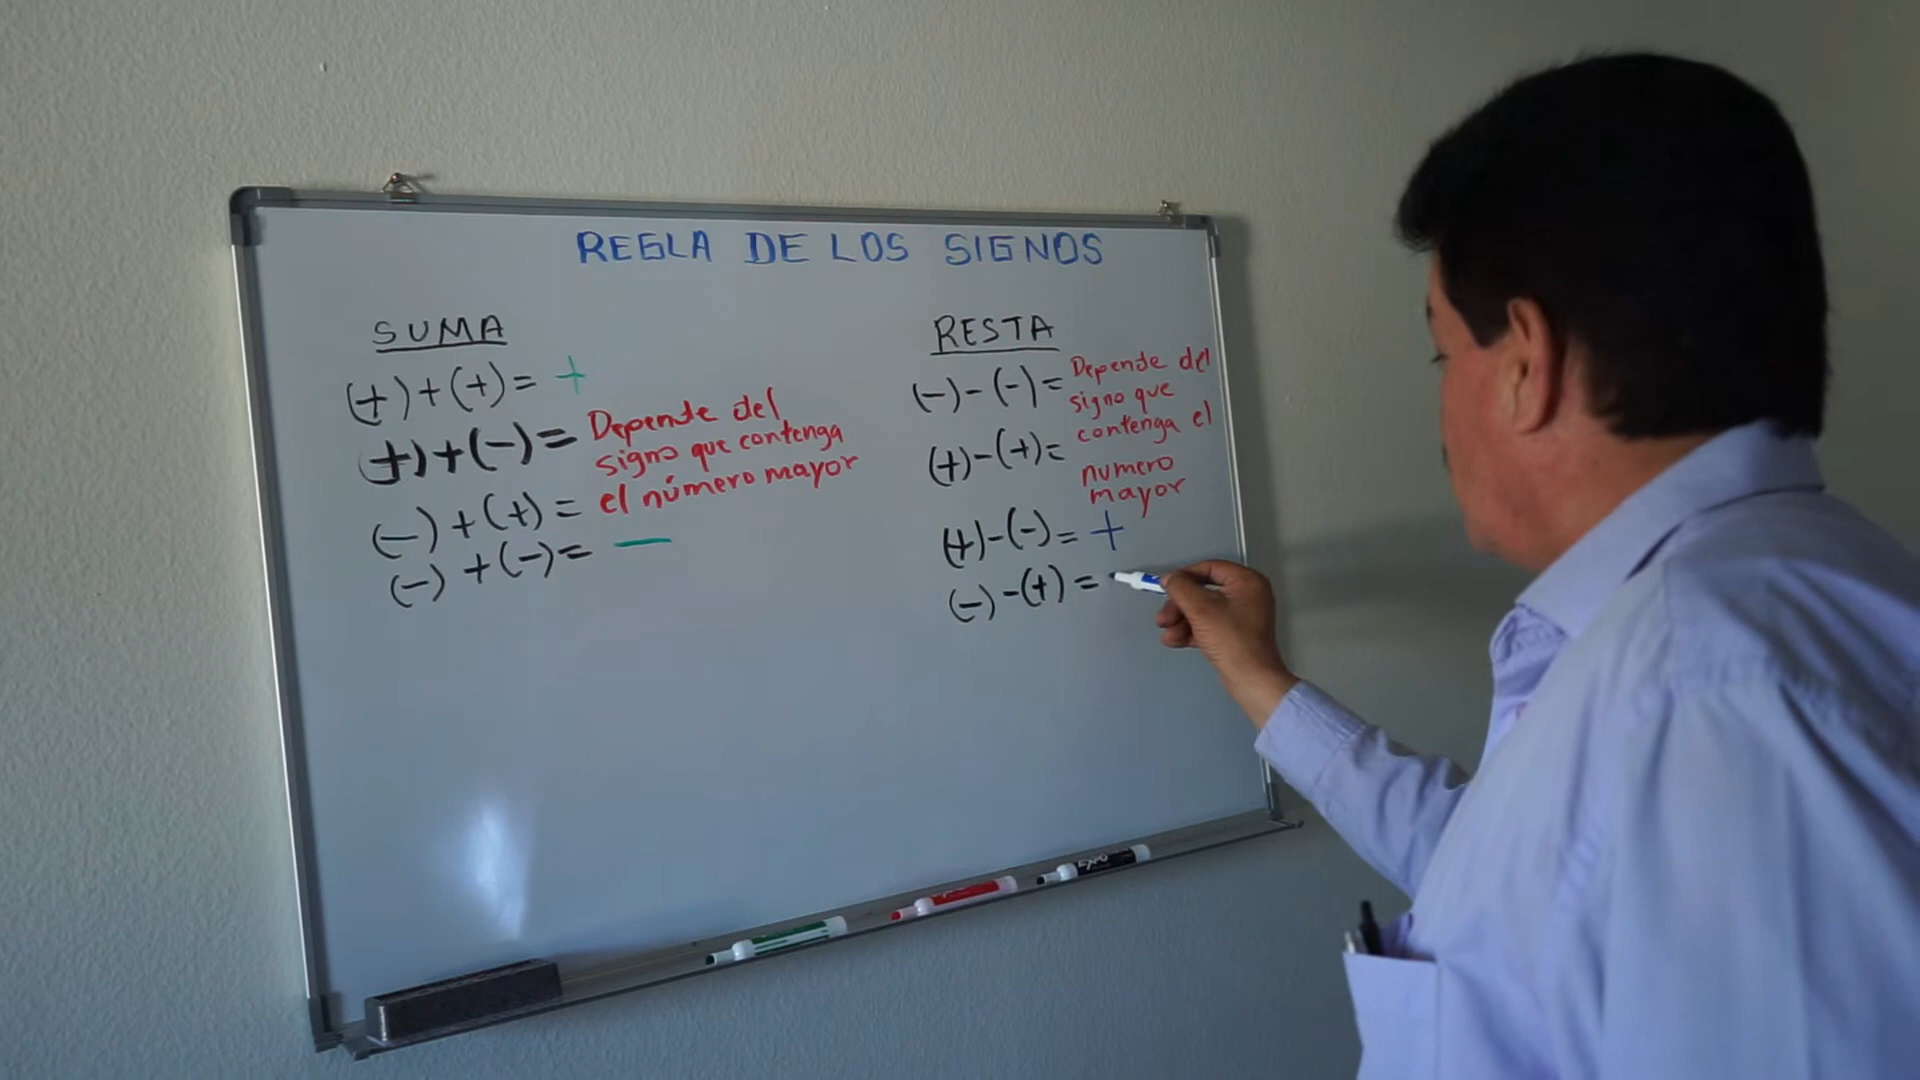 REGLA DE LOS SIGNOS
SUMA
(+)+(+)= +
(+)+(-)=
(-)+(+)=
Depende del
signo que contenga
el número mayor
(-)+(-)= -
RESTA
(-)-(-)=
(+)-(+)=
Depende del
signo que
contenga el
numero
mayor
(+)-(-)= +
(-)-(+)=
EXPO